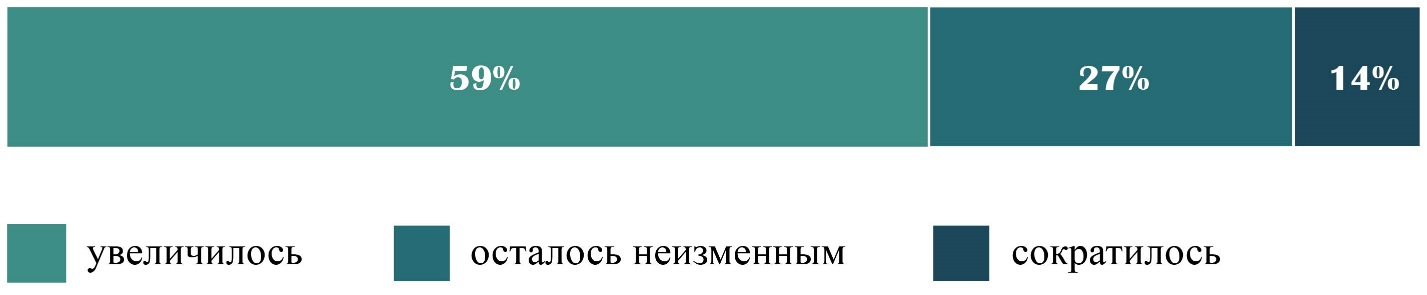 59% 27% 14%
увеличилось осталось неизменным сократилось